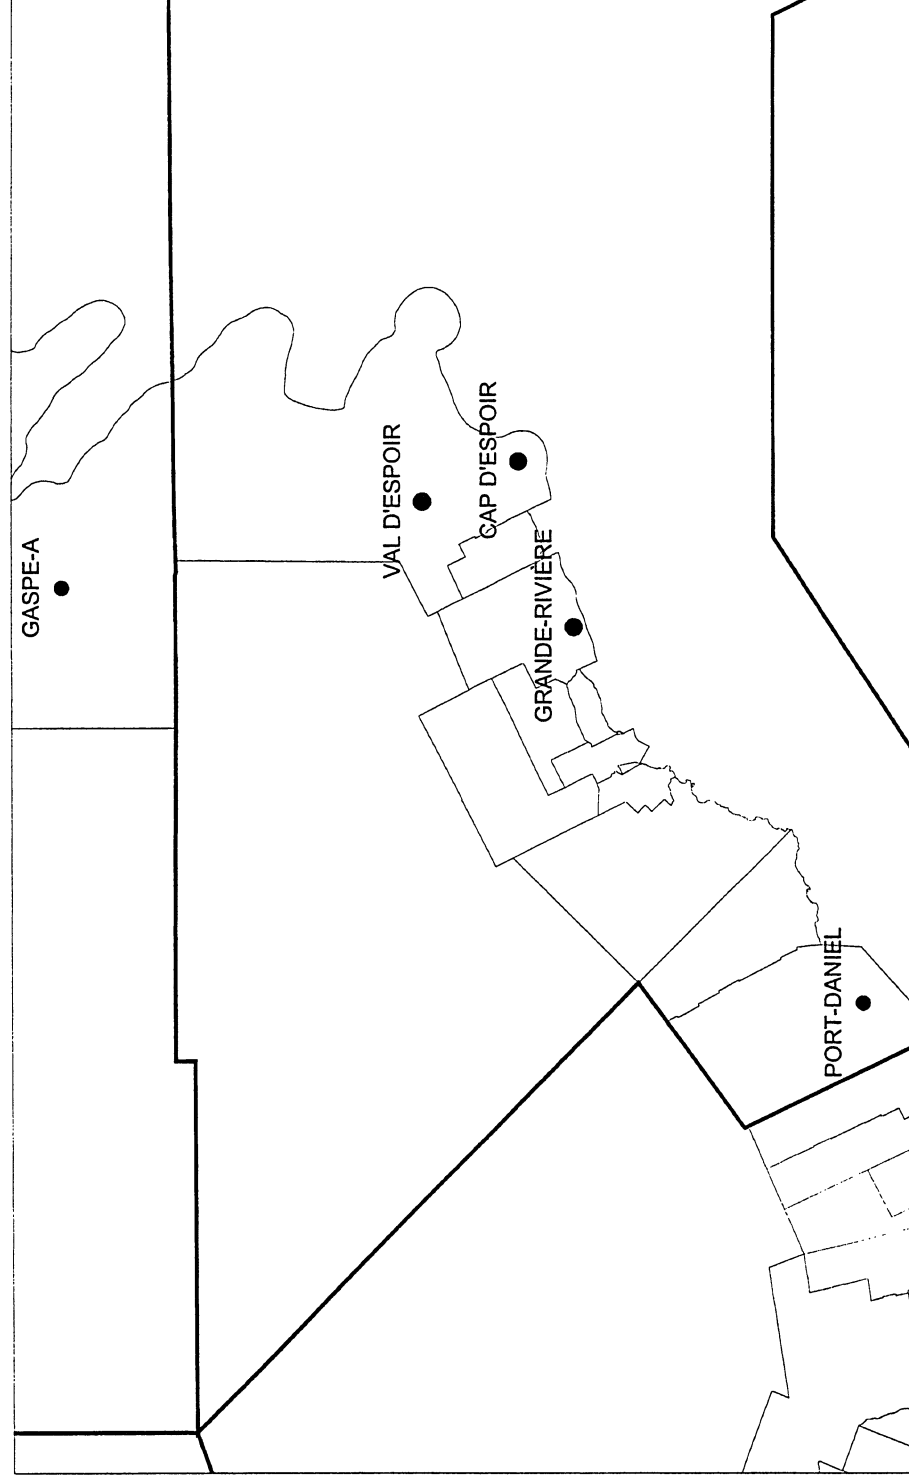 GASPE-A
VAL D'ESPOIR
CAP D'ESPOIR
GRANDE-RIVIÈRE
PORT-DANIEL